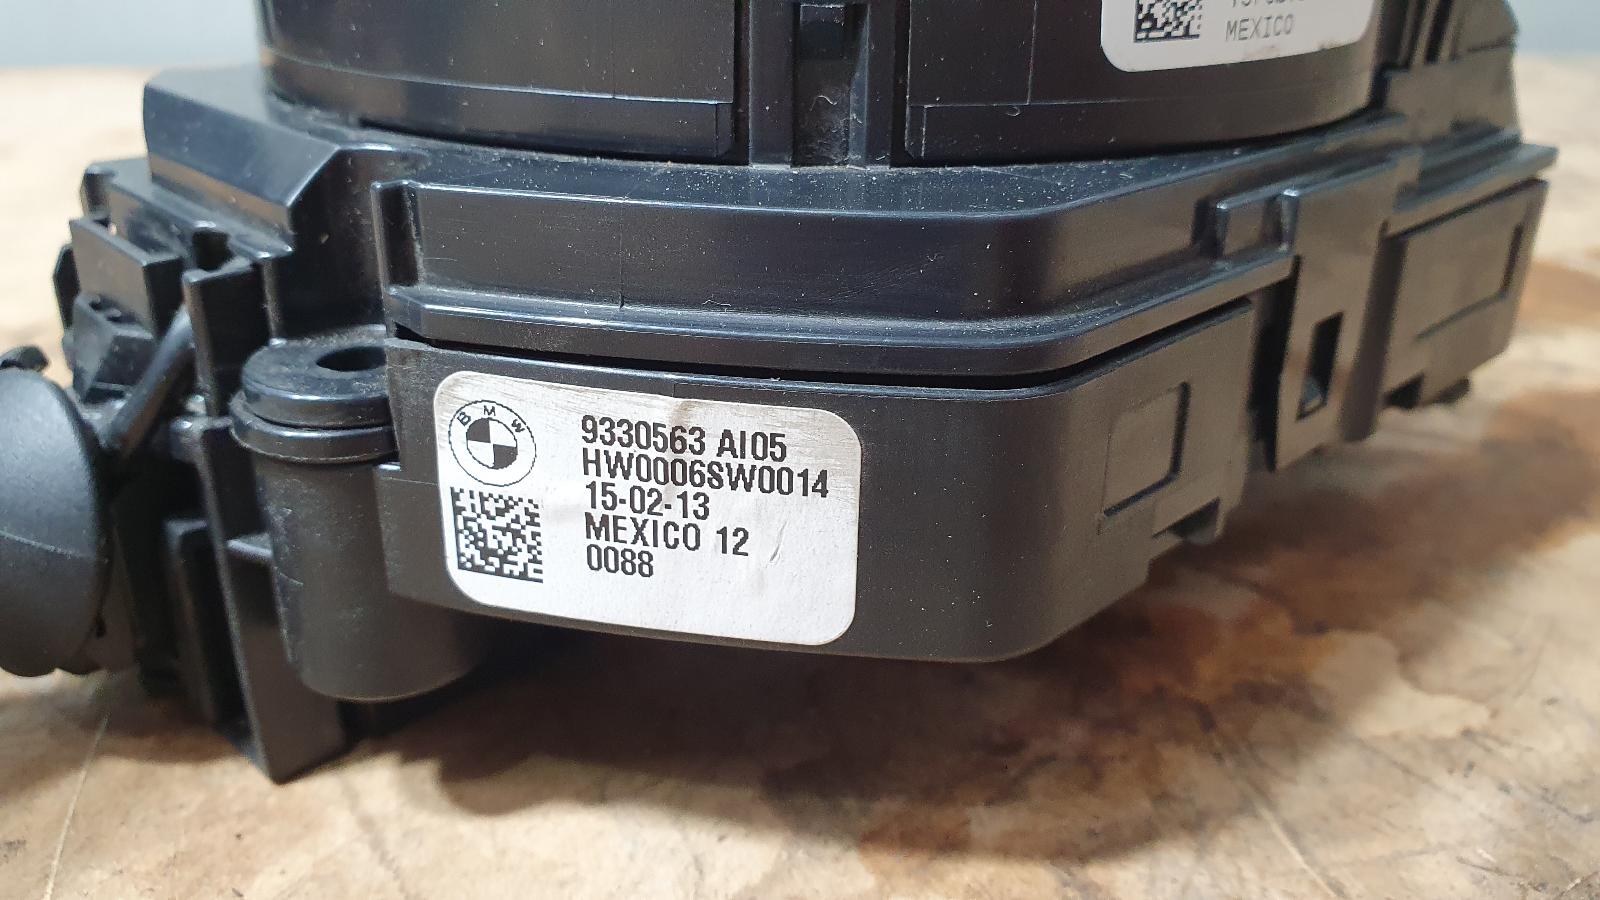 MEXICO
BMW
9330563 AI05
HW0006SW0014
15-02-13
MEXICO 12
0088